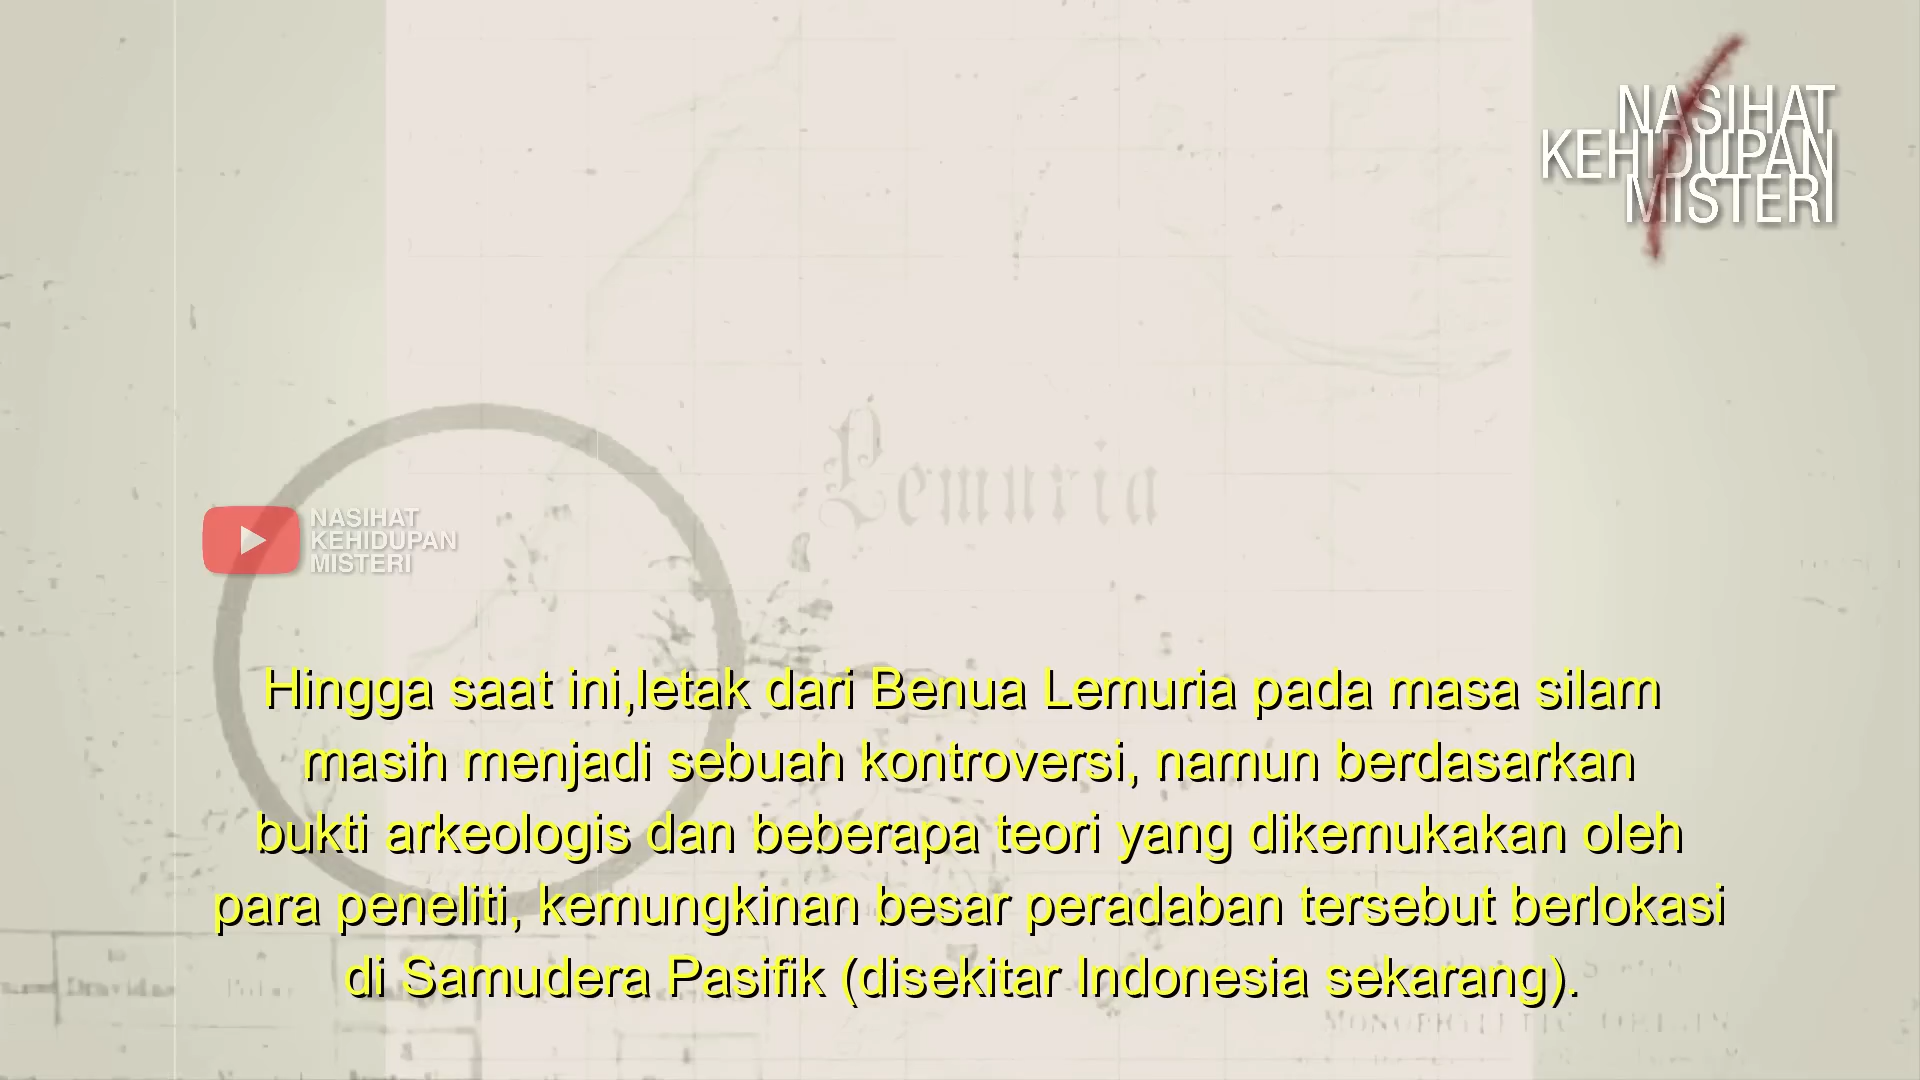 NASIHAT
KEHIDUPAN
MISTERI
Lemuria
NASIHAT
KEHIDUPAN
MISTERI
Hingga saat ini,letak dari Benua Lemuria pada masa silam
masih menjadi sebuah kontroversi, namun berdasarkan
bukti arkeologis dan beberapa teori yang dikemukakan oleh
para peneliti, kemungkinan besar peradaban tersebut berlokasi
di Samudera Pasifik (disekitar Indonesia sekarang).